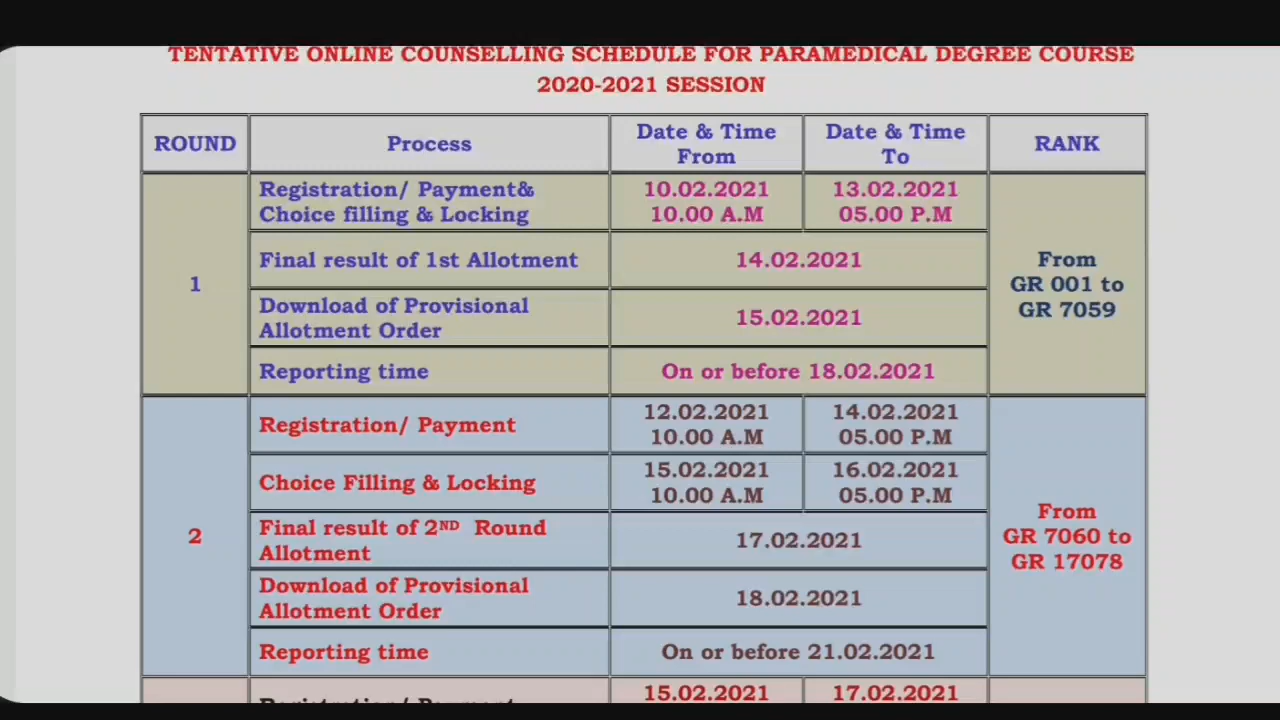 TENTATIVE ONLINE COUNSELLING SCHEDULE FOR PARAMEDICAL DEGREE COURSE
2020-2021 SESSION
ROUND
Process
Date & Time
From
Date & Time
To
RANK
1
Registration/ Payment&
Choice filling & Locking
10.02.2021
10.00 A.M
13.02.2021
05.00 P.M
Final result of 1st Allotment
14.02.2021
Download of Provisional
Allotment Order
15.02.2021
Reporting time
On or before 18.02.2021
From
GR 001 to
GR 7059
2
Registration/ Payment
12.02.2021
10.00 A.M
14.02.2021
05.00 P.M
Choice Filling & Locking
15.02.2021
10.00 A.M
16.02.2021
05.00 P.M
Final result of 2ND Round
Allotment
17.02.2021
Download of Provisional
Allotment Order
18.02.2021
Reporting time
On or before 21.02.2021
From
GR 7060 to
GR 17078
Registration/ Payment
15.02.2021
17.02.2021